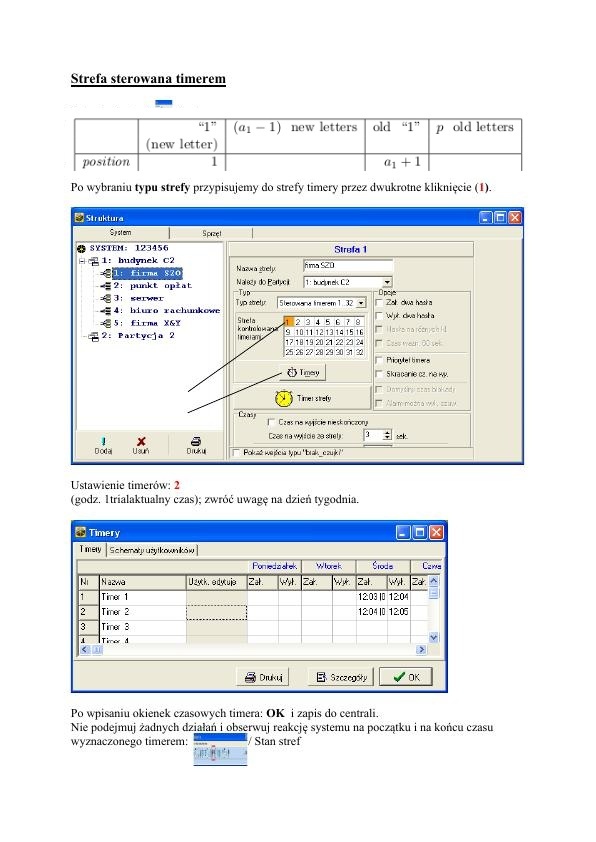 Strefa sterowana timerem
"1" (a₁ − 1) new letters old "1" p old letters
(new letter)
position 1 a₁ + 1
Po wybraniu typu strefy przypisujemy do strefy timery przez dwukrotne kliknięcie (1).
Struktura
System Sprzęt
SYSTEM: 123456
1: budynek C2
1: firma SZO
2: punkt opłat
3: serwer
4: biuro rachunkowe
5: firma X&Y
2: Partycja 2
Dodaj Usuń Drukuj
Strefa 1
Nazwa strefy: firma SZO
Należy do Partycji: 1: budynek C2
Typ
Typ strefy: Sterowana timerem 1..32
Strefa kontrolowana timerami:
1 2 3 4 5 6 7 8
9 10 11 12 13 14 15 16
17 18 19 20 21 22 23 24
25 26 27 28 29 30 31 32
Timery
Timer strefy
Opcje
Zał. dwa hasła
Wył. dwa hasła
Hasła na różnych kl.
Czas ważn. 60 sek.
Priorytet timera
Skracanie cz. na wy.
Domyślny czas blokady
Alarm-można wył. czuw.
Czasy
Czas na wyjście nieskończony
Czas na wyjście ze strefy: 3 sek.
Pokaż wejścia typu "brak_czujki"
Ustawienie timerów: 2
(godz. 1trialaktualny czas); zwróć uwagę na dzień tygodnia.
Timery
Timery Schematy użytkowników
Poniedziałek Wtorek Środa Czwa
Nr Nazwa Użytk. edytuje Zał. Wył. Zał. Wył. Zał. Wył. Zał.
1 Timer 1 12:03 |0 12:04
2 Timer 2 12:04 |0 12:05
3 Timer 3
4 Timer 4
Drukuj Szczegóły OK
Po wpisaniu okienek czasowych timera: OK i zapis do centrali.
Nie podejmuj żadnych działań i obserwuj reakcję systemu na początku i na końcu czasu
wyznaczonego timerem: / Stan stref